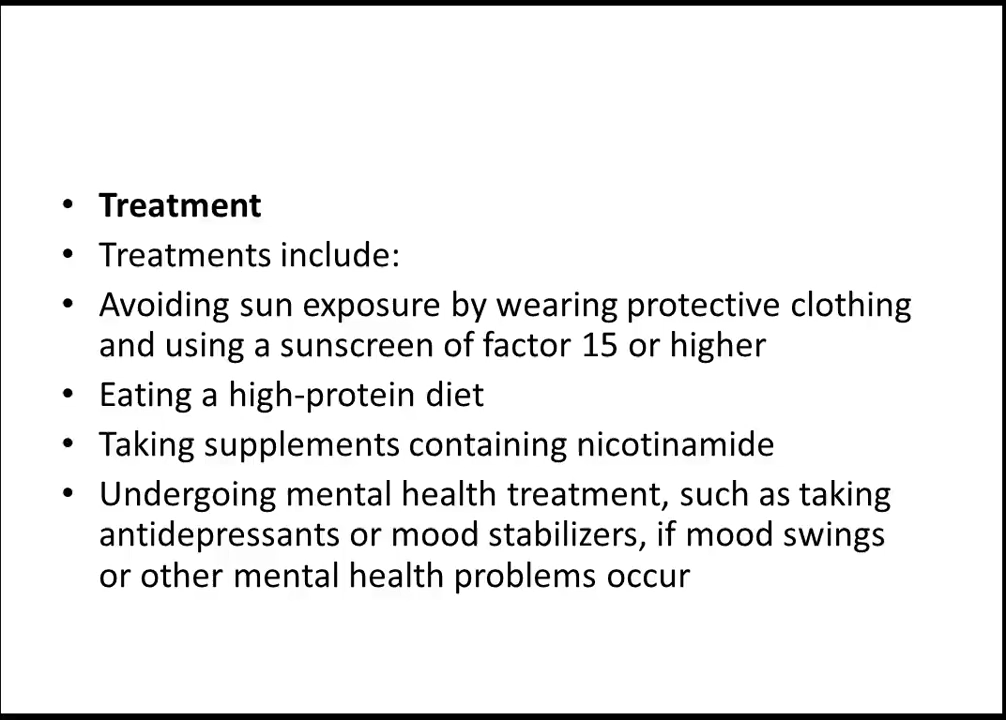 • Treatment
• Treatments include:
• Avoiding sun exposure by wearing protective clothing
and using a sunscreen of factor 15 or higher
• Eating a high-protein diet
• Taking supplements containing nicotinamide
• Undergoing mental health treatment, such as taking
antidepressants or mood stabilizers, if mood swings
or other mental health problems occur